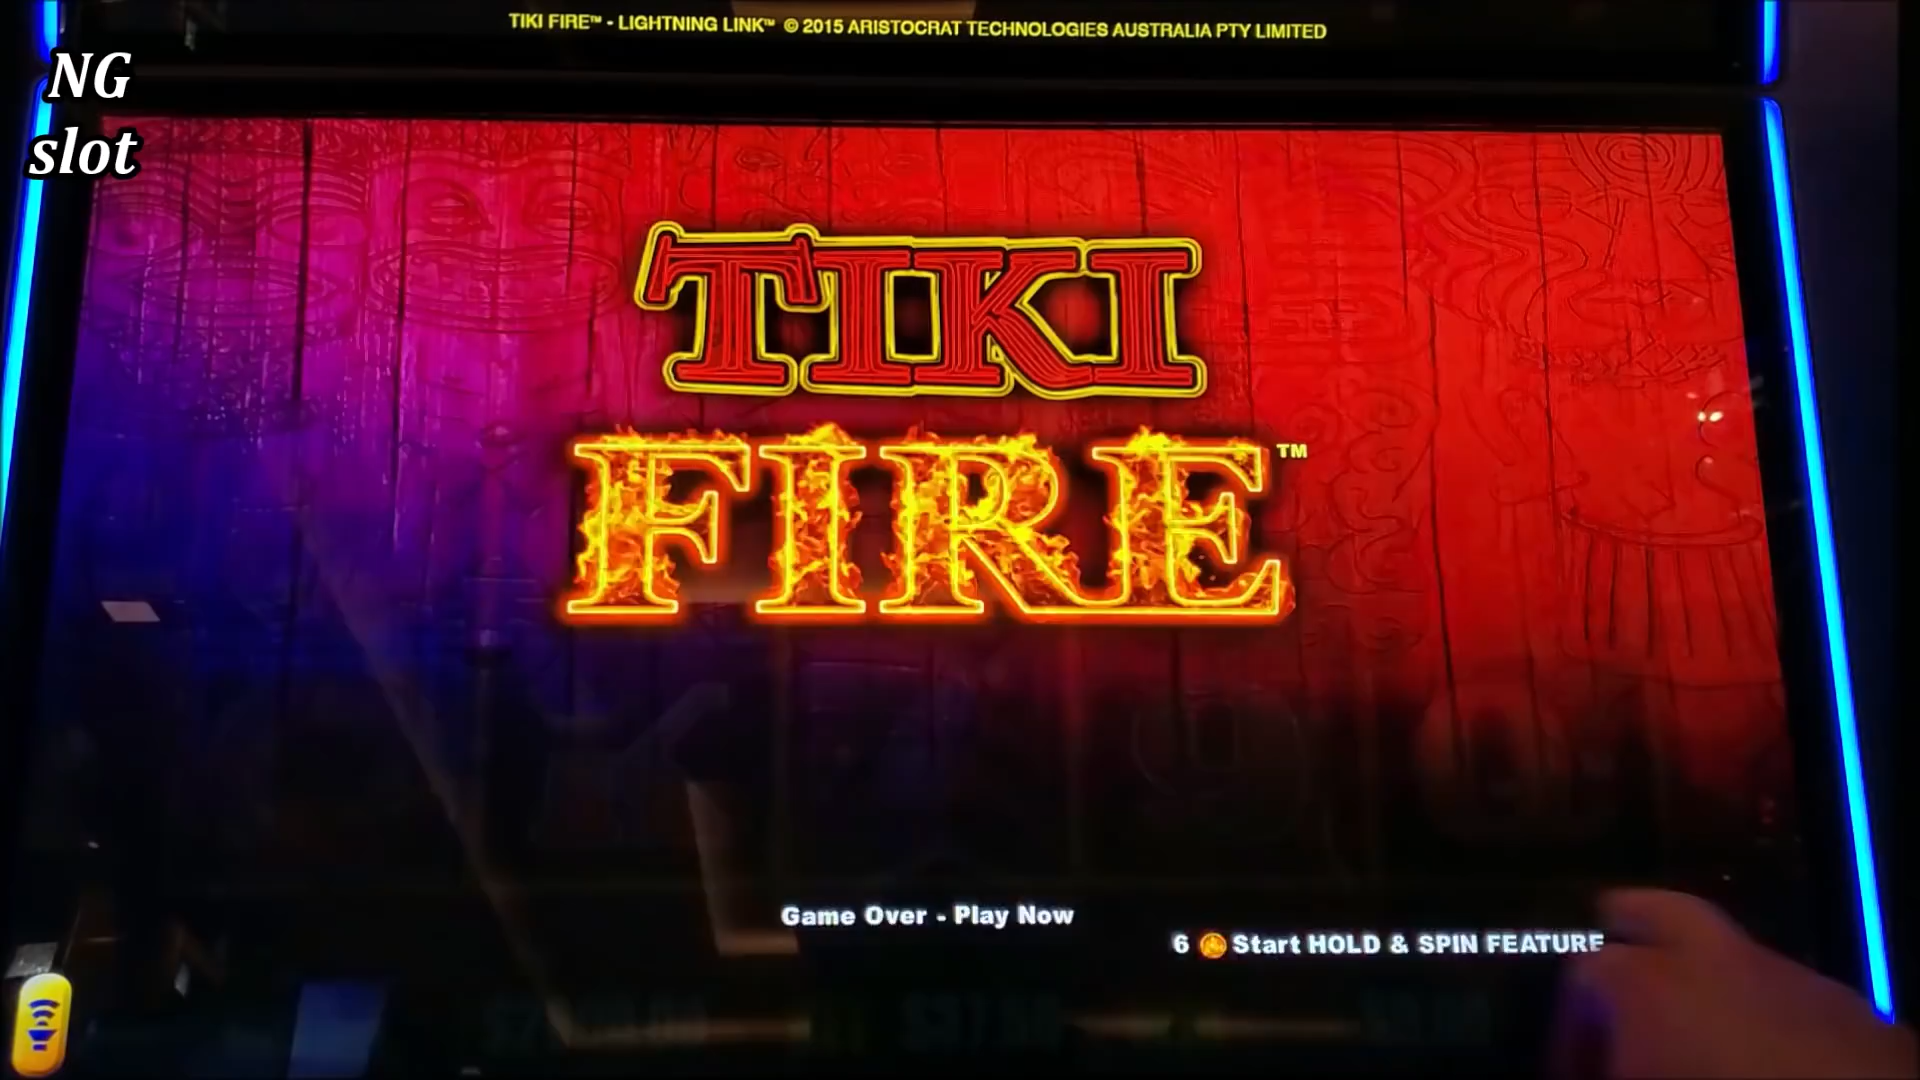 TIKI FIRE™ - LIGHTNING LINK™ © 2015 ARISTOCRAT TECHNOLOGIES AUSTRALIA PTY LIMITED
NG
slot
TIKI
FIRE™
Game Over - Play Now
6 Start HOLD & SPIN FEATURE